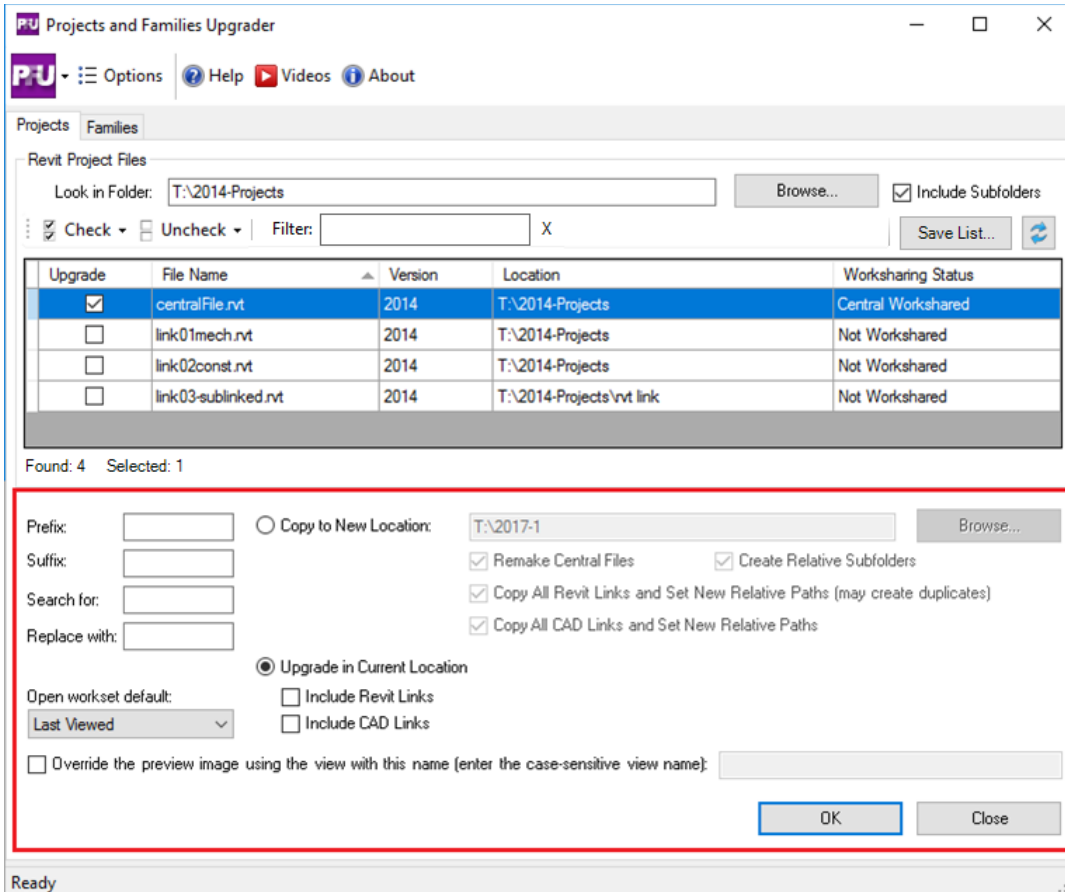 PFU Projects and Families Upgrader
PFU Options Help Videos About
Projects Families
Revit Project Files
Look in Folder: T:\2014-Projects Browse... Include Subfolders
Check Uncheck Filter: X Save List...
Upgrade File Name Version Location Worksharing Status
centralFile.rvt 2014 T:\2014-Projects Central Workshared
link01mech.rvt 2014 T:\2014-Projects Not Workshared
link02const.rvt 2014 T:\2014-Projects Not Workshared
link03-sublinked.rvt 2014 T:\2014-Projects\rvt link Not Workshared
Found: 4 Selected: 1
Prefix: Copy to New Location: T:\2017-1 Browse...
Suffix: Remake Central Files Create Relative Subfolders
Search for: Copy All Revit Links and Set New Relative Paths (may create duplicates)
Replace with: Copy All CAD Links and Set New Relative Paths
Upgrade in Current Location
Open workset default: Include Revit Links
Last Viewed Include CAD Links
Override the preview image using the view with this name (enter the case-sensitive view name):
OK Close
Ready